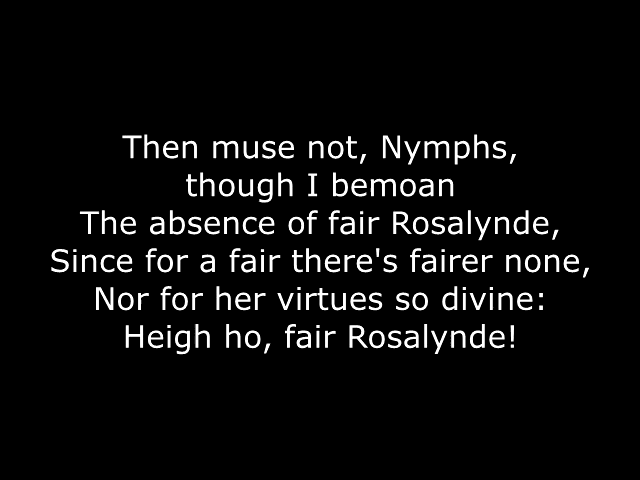 Then muse not, Nymphs,
though I bemoan
The absence of fair Rosalynde,
Since for a fair there's fairer none,
Nor for her virtues so divine:
Heigh ho, fair Rosalynde!